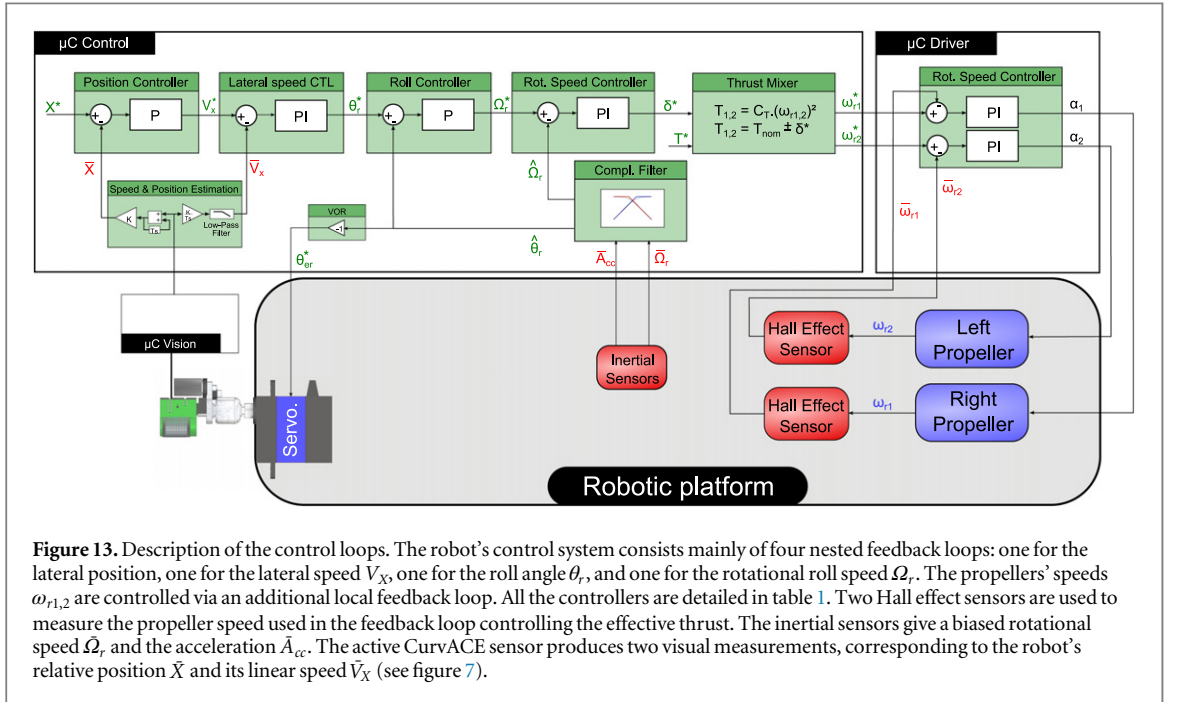 µC Control
µC Driver
Position Controller
Lateral speed CTL
Roll Controller
Rot. Speed Controller
Thrust Mixer
Rot. Speed Controller
X*
+
-
P
V*x
+
-
PI
θ*r
+
-
P
Ω*r
+
-
PI
δ*
T*
T1,2 = CT.(ωr1,2)²
T1,2 = Tnom ± δ*
ω*r1
ω*r2
+
-
PI
α1
+
-
PI
α2
X̄
V̄x
Ω̂r
ω̄r2
ω̄r1
Speed & Position Estimation
K
+
+
Ts
K
Ts
Low-Pass
Filter
VOR
-1
Compl. Filter
θ*er
θ̂r
Ācc
Ω̄r
µC Vision
Servo.
Inertial
Sensors
Hall Effect
Sensor
ωr2
Left
Propeller
Hall Effect
Sensor
ωr1
Right
Propeller
Robotic platform
Figure 13. Description of the control loops. The robot's control system consists mainly of four nested feedback loops: one for the
lateral position, one for the lateral speed VX, one for the roll angle θr, and one for the rotational roll speed Ωr. The propellers' speeds
ωr1,2 are controlled via an additional local feedback loop. All the controllers are detailed in table 1. Two Hall effect sensors are used to
measure the propeller speed used in the feedback loop controlling the effective thrust. The inertial sensors give a biased rotational
speed Ω̄r and the acceleration Ācc. The active CurvACE sensor produces two visual measurements, corresponding to the robot's
relative position X̄ and its linear speed V̄X (see figure 7).